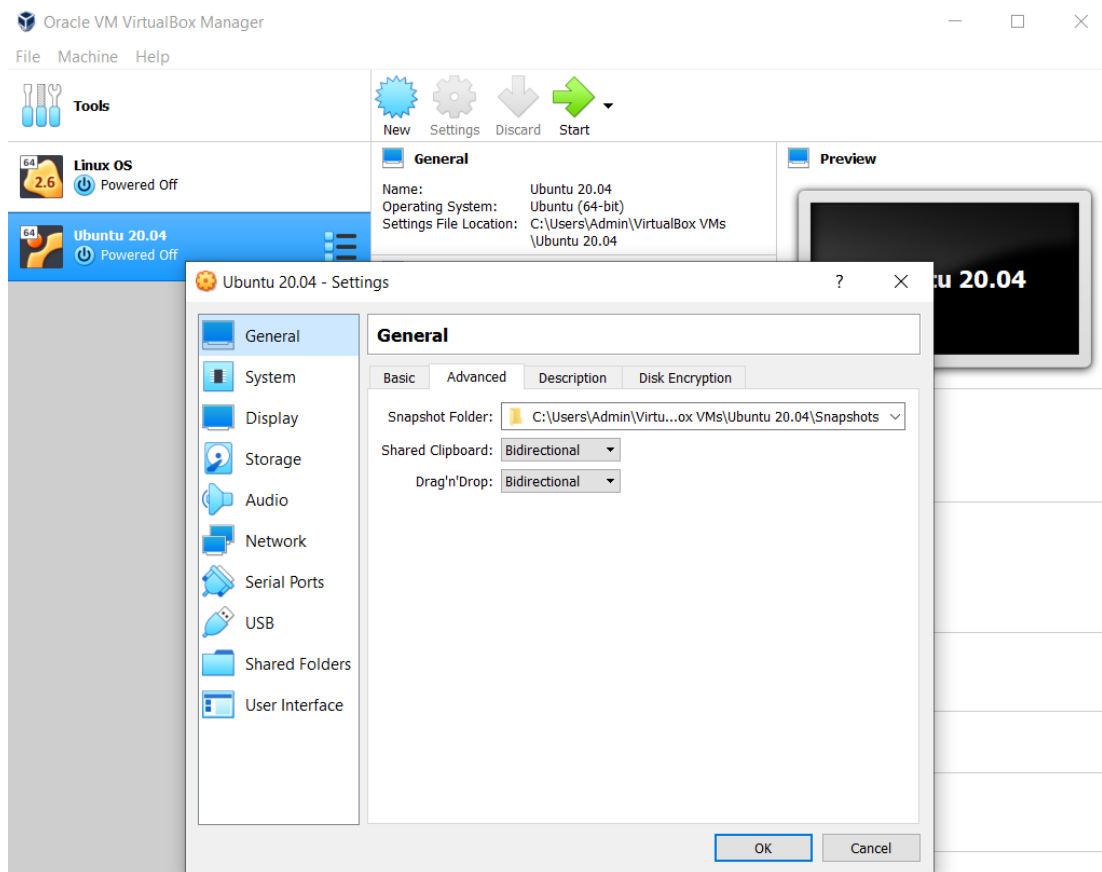 Oracle VM VirtualBox Manager
File Machine Help
Tools
New Settings Discard Start
64
2.6
Linux OS
Powered Off
64
Ubuntu 20.04
Powered Off
General
Name: Ubuntu 20.04
Operating System: Ubuntu (64-bit)
Settings File Location: C:\Users\Admin\VirtualBox VMs
\Ubuntu 20.04
Preview
u 20.04
Ubuntu 20.04 - Settings
?
General
System
Display
Storage
Audio
Network
Serial Ports
USB
Shared Folders
User Interface
General
Basic Advanced Description Disk Encryption
Snapshot Folder: C:\Users\Admin\Virtu...ox VMs\Ubuntu 20.04\Snapshots
Shared Clipboard: Bidirectional
Drag'n'Drop: Bidirectional
OK Cancel